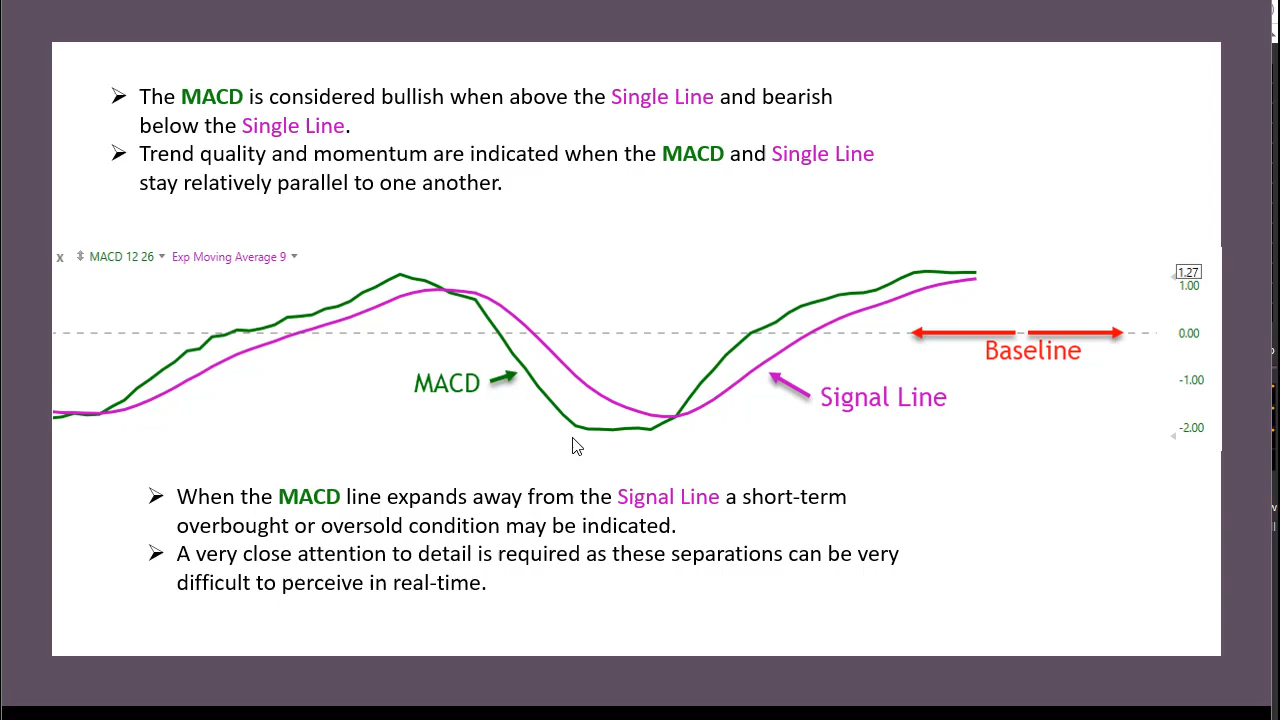 The MACD is considered bullish when above the Single Line and bearish
below the Single Line.
Trend quality and momentum are indicated when the MACD and Single Line
stay relatively parallel to one another.
x MACD 12 26 Exp Moving Average 9
1.27
1.00
0.00
Baseline
-1.00
MACD
Signal Line
-2.00
When the MACD line expands away from the Signal Line a short-term
overbought or oversold condition may be indicated.
A very close attention to detail is required as these separations can be very
difficult to perceive in real-time.